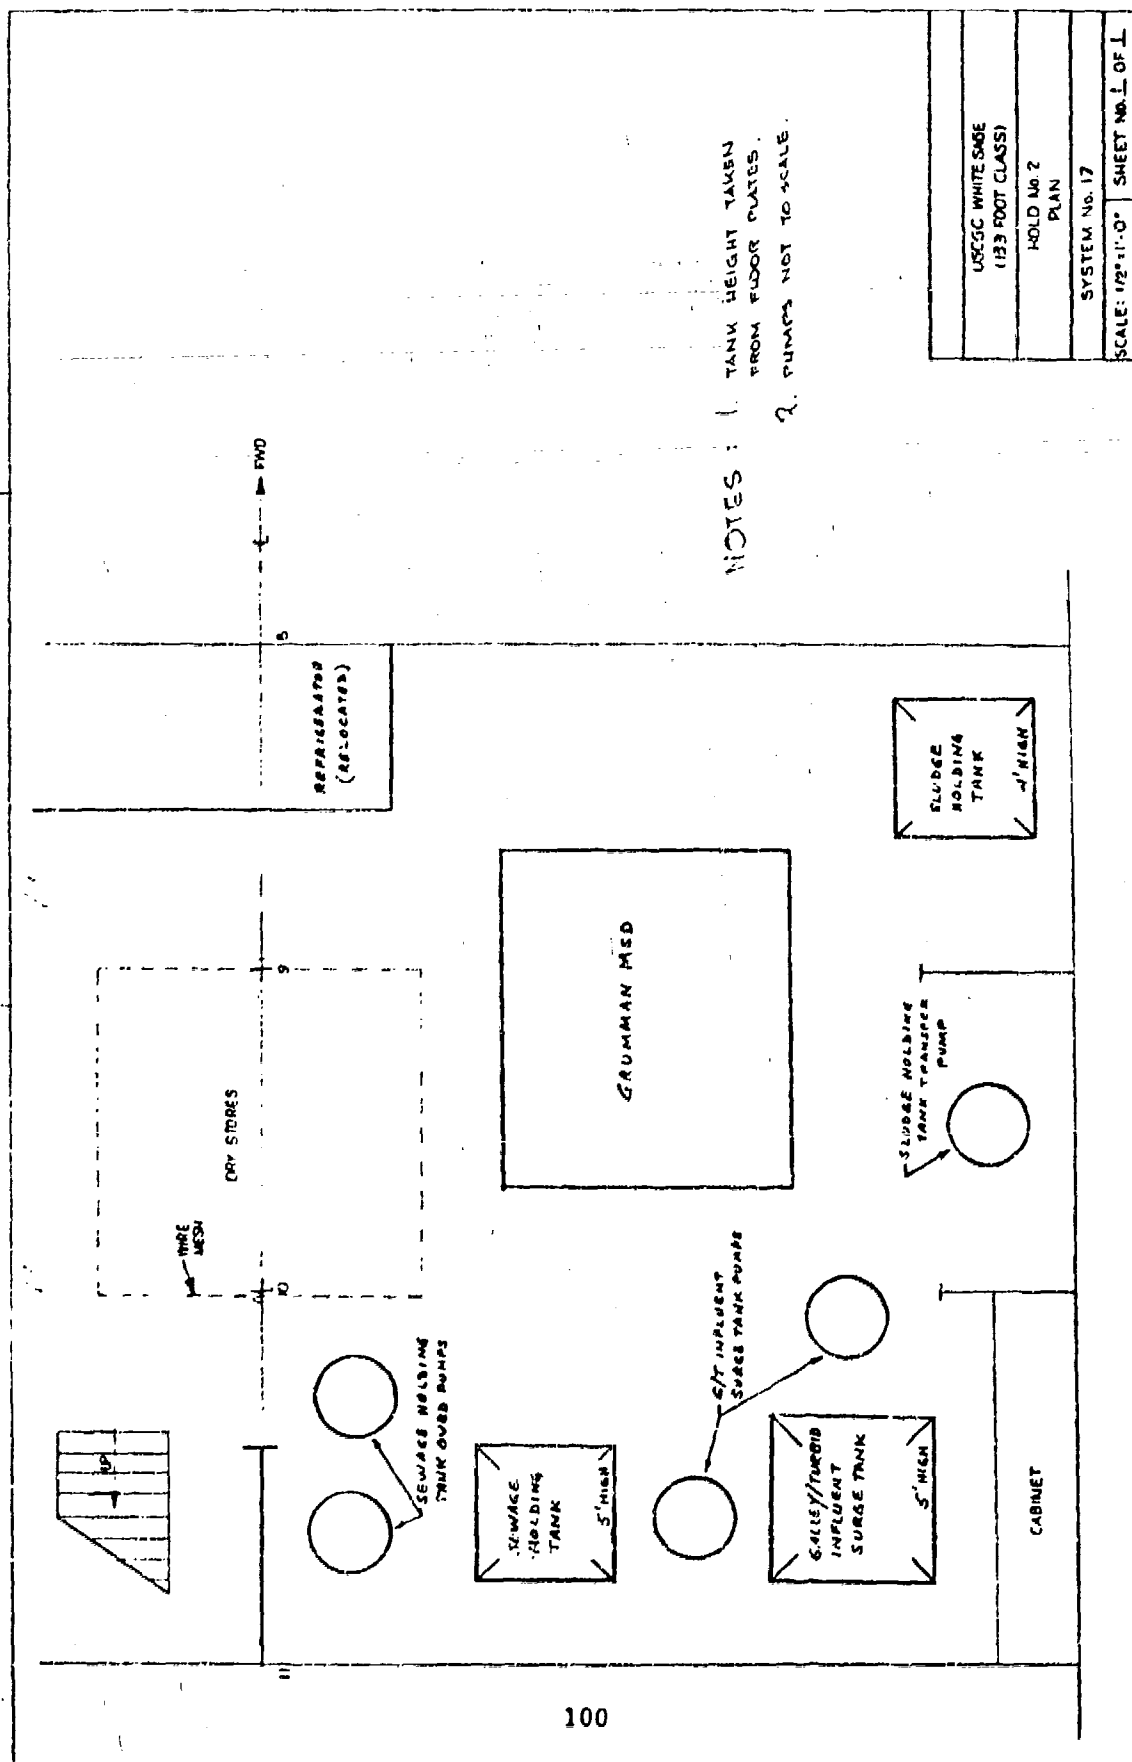 UP
WIRE
MESH
DRY STORES
REFRIGERATOR
(RELOCATED)
FWD
11
10
9
8
SEWAGE HOLDING
TANK OVBD PUMPS
SEWAGE
HOLDING
TANK
5' HIGH
GRUMMAN MSD
G/T INFLUENT
SURGE TANK PUMPS
GALLEY/TURBID
INFLUENT
SURGE TANK
5' HIGH
SLUDGE HOLDING
TANK TRANSFER
PUMP
SLUDGE
HOLDING
TANK
4' HIGH
CABINET
NOTES : 1. TANK HEIGHT TAKEN
FROM FLOOR PLATES.
2. PUMPS NOT TO SCALE.
USCGC WHITE SAGE
(133 FOOT CLASS)
HOLD No. 2
PLAN
SYSTEM No. 17
SCALE: 1/2"=1'-0" SHEET No. 1 OF 1
100